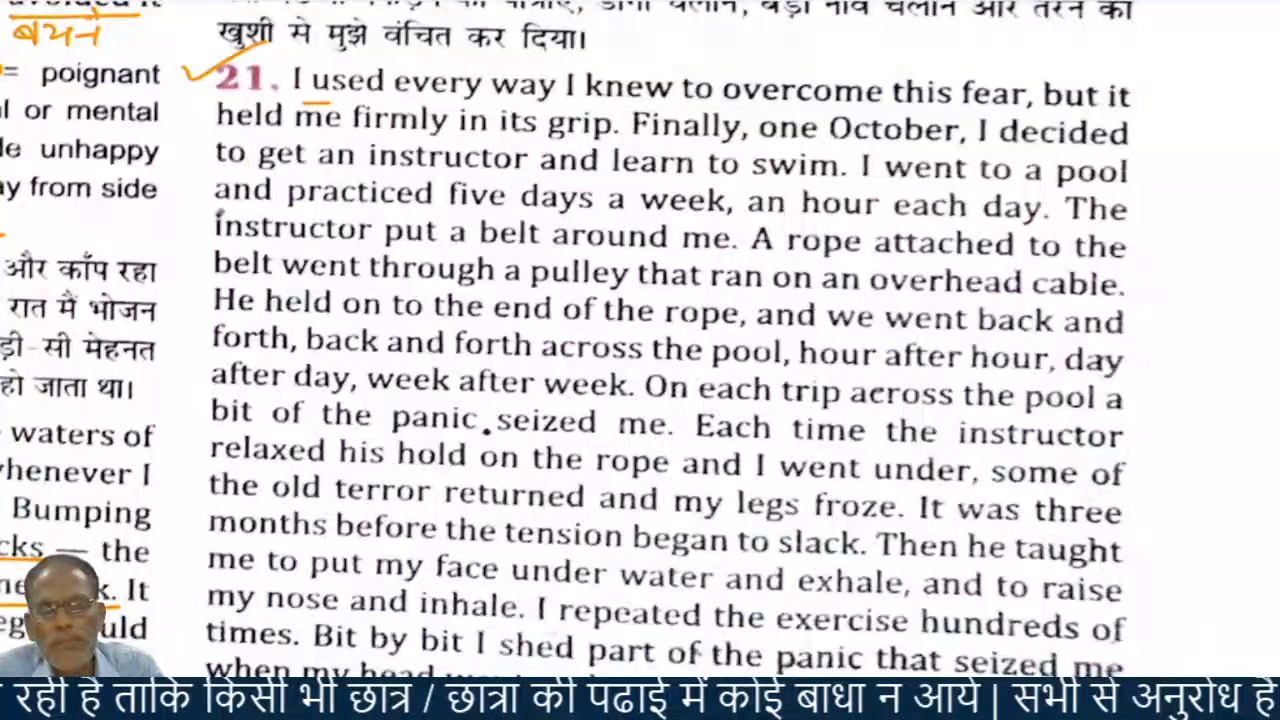 बचने
खुशी से मुझे वंचित कर दिया।
= poignant
l or mental
le unhappy
ay from side
21. I used every way I knew to overcome this fear, but it
held me firmly in its grip. Finally, one October, I decided
to get an instructor and learn to swim. I went to a pool
and practiced five days a week, an hour each day. The
instructor put a belt around me. A rope attached to the
belt went through a pulley that ran on an overhead cable.
He held on to the end of the rope, and we went back and
forth, back and forth across the pool, hour after hour, day
after day, week after week. On each trip across the pool a
bit of the panic seized me. Each time the instructor
relaxed his hold on the rope and I went under, some of
the old terror returned and my legs froze. It was three
months before the tension began to slack. Then he taught
me to put my face under water and exhale, and to raise
my nose and inhale. I repeated the exercise hundreds of
times. Bit by bit I shed part of the panic that seized me
when my head
और काँप रहा
रात मैं भोजन
ड़ी-सी मेहनत
हो जाता था।
waters of
whenever I
Bumping
cks — the
k. It
uld
रही है ताकि किसी भी छात्र / छात्रा की पढाई में कोई बाधा न आये | सभी से अनुरोध है